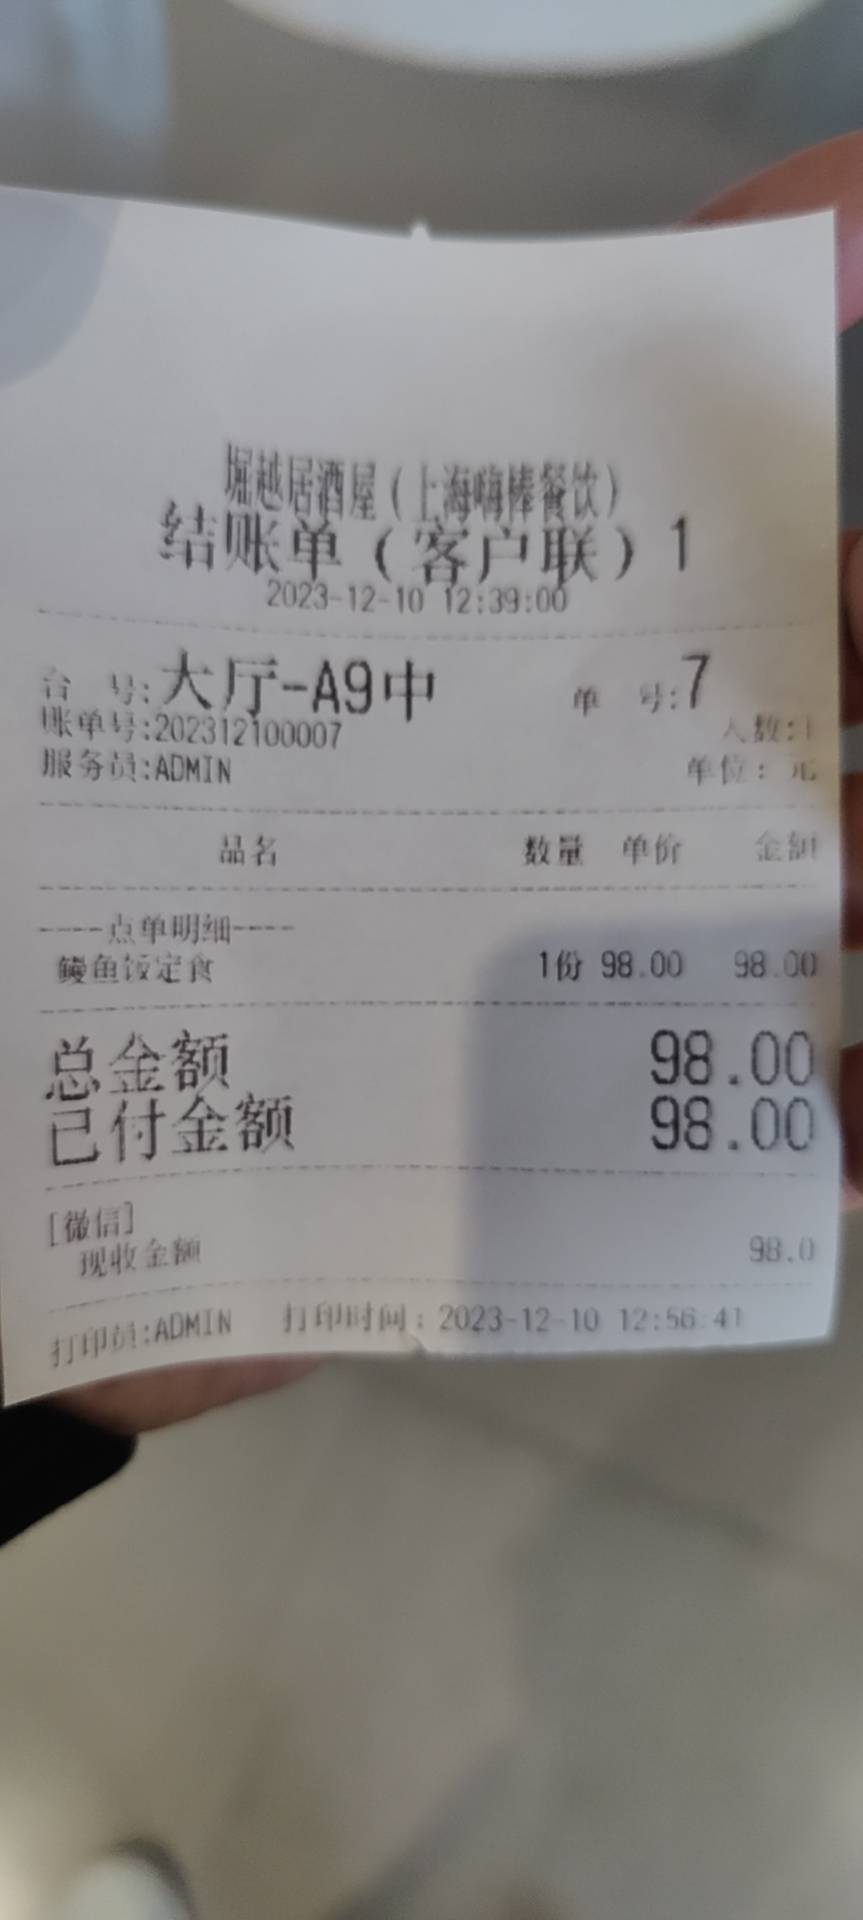 堀越居酒屋(上海嗨棒餐饮)
结账单(客户联)1
2023-12-10 12:39:00
台 号:大厅-A9中 单 号:7
账单号:202312100007 人数:1
服务员:ADMIN 单位: 元
品名 数量 单价 金额
----点单明细----
鳗鱼饭定食 1份 98.00 98.00
总金额 98.00
已付金额 98.00
[微信]
现收金额 98.0
打印员:ADMIN 打印时间:2023-12-10 12:56:41